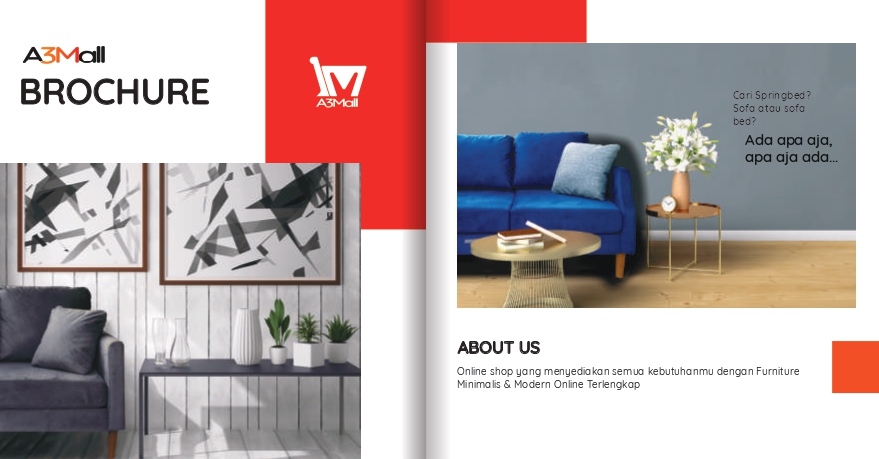 A3Mall
BROCHURE
A3Mall
Cari Springbed?
Sofa atau sofa
bed?
Ada apa aja,
apa aja ada...
ABOUT US
Online shop yang menyediakan semua kebutuhanmu dengan Furniture
Minimalis & Modern Online Terlengkap